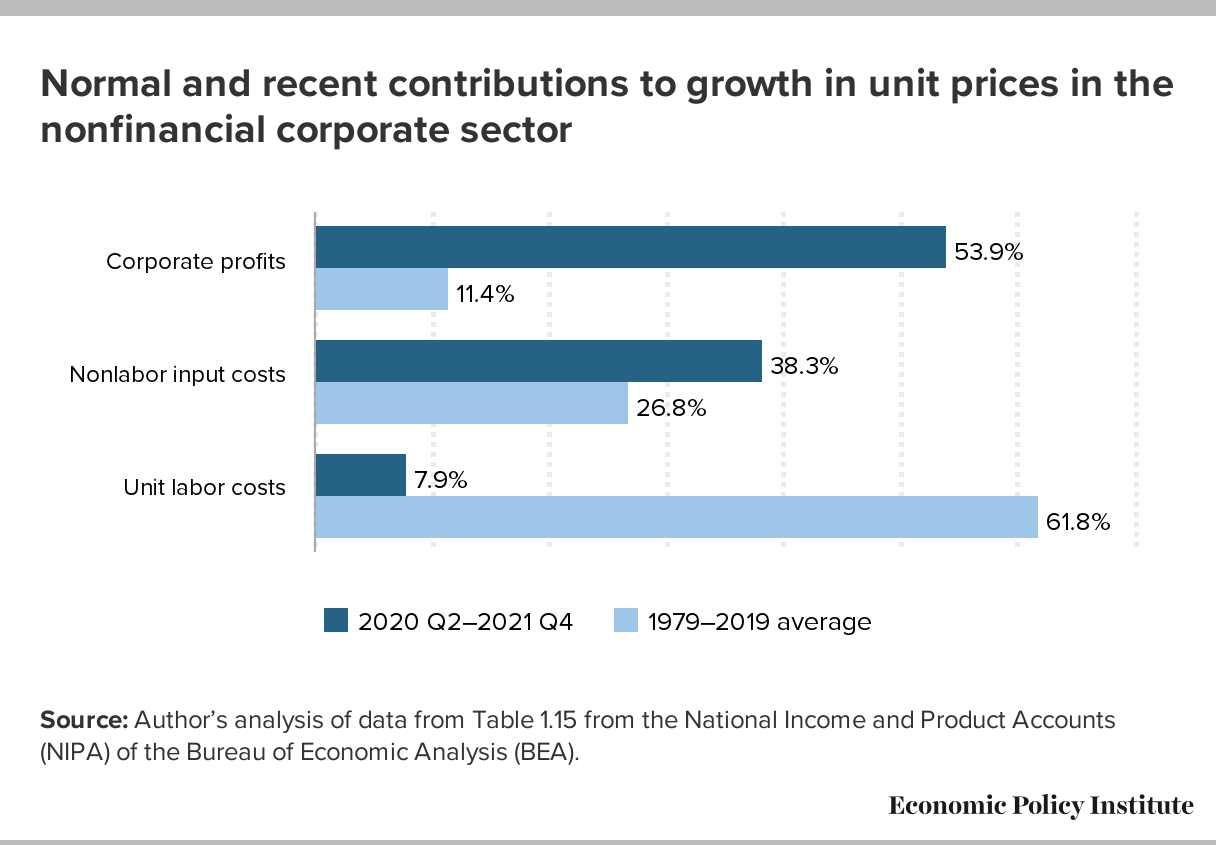 Normal and recent contributions to growth in unit prices in the
nonfinancial corporate sector
Corporate profits
53.9%
11.4%
Nonlabor input costs
38.3%
26.8%
Unit labor costs
7.9%
61.8%
2020 Q2–2021 Q4
1979–2019 average
Source: Author’s analysis of data from Table 1.15 from the National Income and Product Accounts
(NIPA) of the Bureau of Economic Analysis (BEA).
Economic Policy Institute